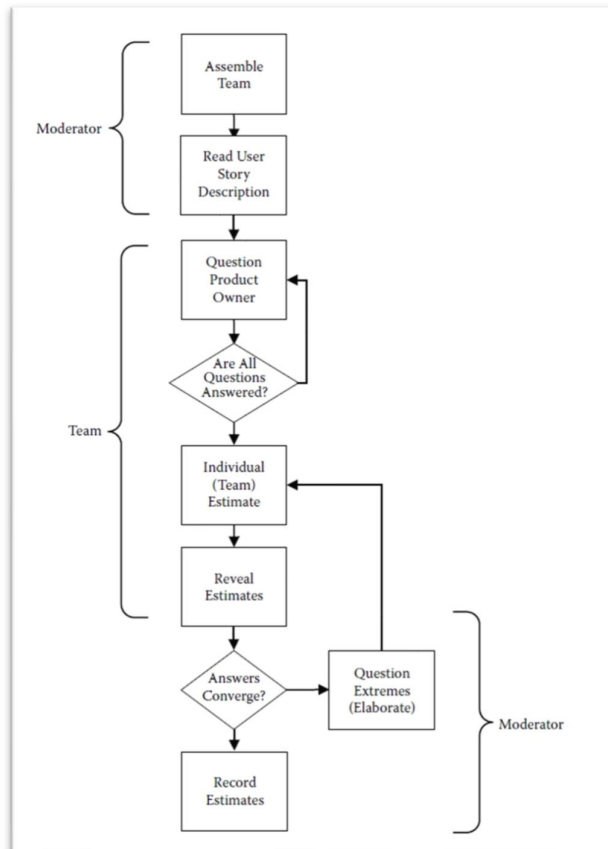 Assemble
Team
Moderator
Read User
Story
Description
Question
Product
Owner
Are All
Questions
Answered?
Team
Individual
(Team)
Estimate
Reveal
Estimates
Answers
Converge?
Question
Extremes
(Elaborate)
Moderator
Record
Estimates